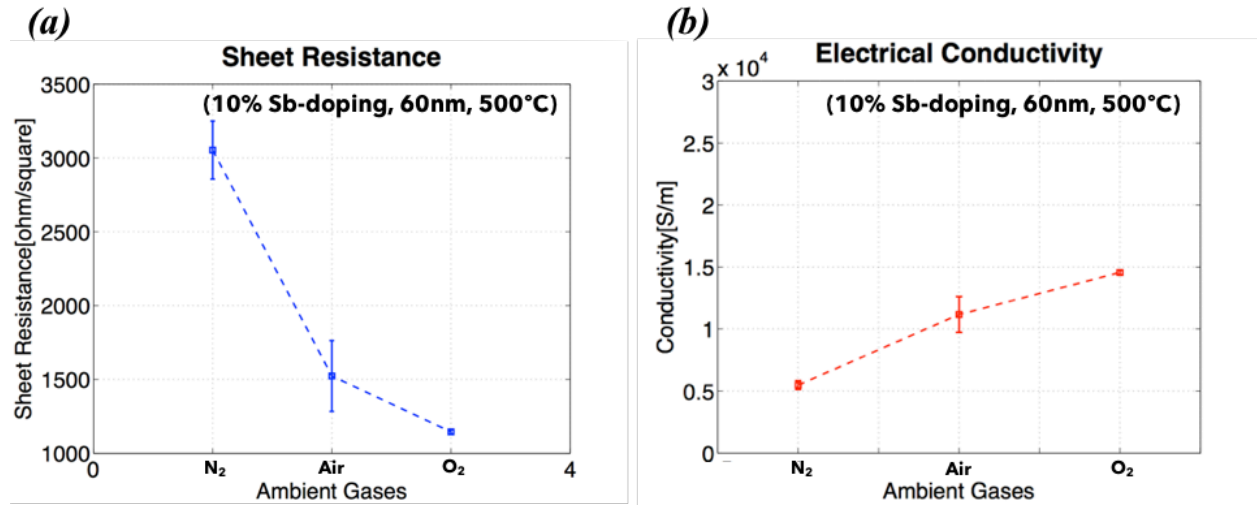 (a)
Sheet Resistance
(10% Sb-doping, 60nm, 500°C)
3500
3000
2500
2000
1500
1000
Sheet Resistance[ohm/square]
0
N₂
Air
O₂
4
Ambient Gases
(b)
Electrical Conductivity
x 10⁴
(10% Sb-doping, 60nm, 500°C)
3
2.5
2
1.5
1
0.5
0
Conductivity[S/m]
N₂
Air
O₂
Ambient Gases